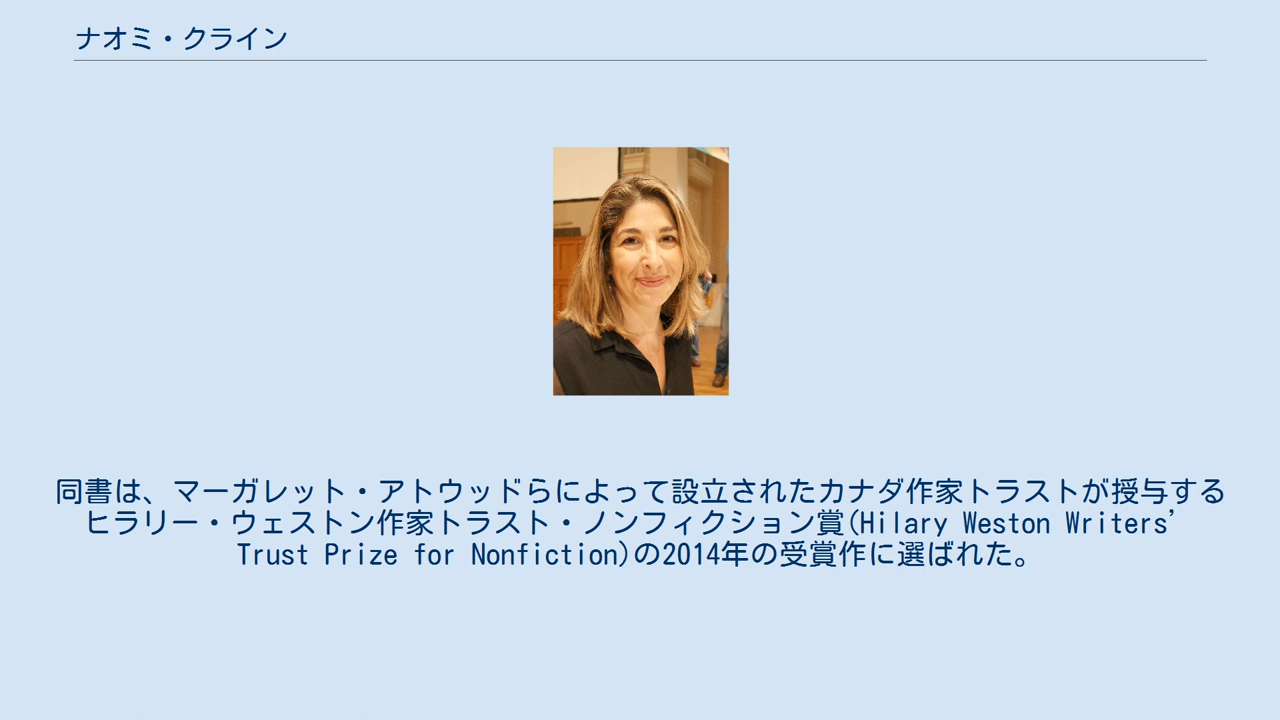 ナオミ・クライン
同書は、マーガレット・アトウッドらによって設立されたカナダ作家トラストが授与する
ヒラリー・ウェストン作家トラスト・ノンフィクション賞(Hilary Weston Writers’
Trust Prize for Nonfiction)の2014年の受賞作に選ばれた。